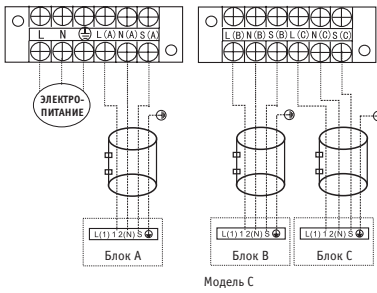 L N L (A) N (A) S (A)
L (B) N (B) S (B) L (C) N (C) S (C)
ЭЛЕКТРО-
ПИТАНИЕ
L(1) 1 2(N) S
Блок A
L(1) 1 2(N) S
Блок B
L(1) 1 2(N) S
Блок C
Модель C